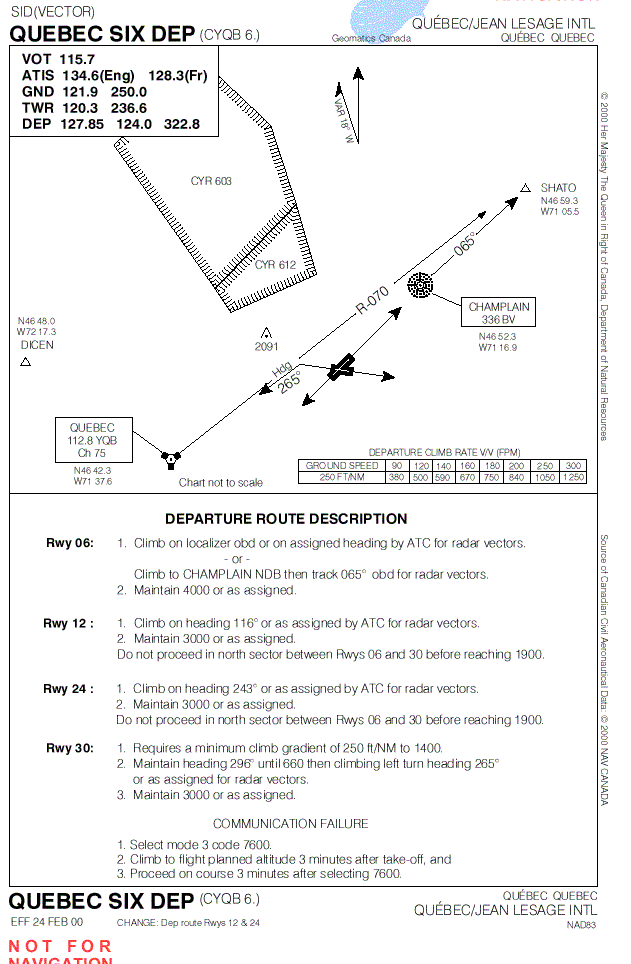 SID(VECTOR)
QUEBEC SIX DEP (CYQB 6.)
Geomatics Canada
QUÉBEC/JEAN LESAGE INTL
QUÉBEC QUEBEC
VOT 115.7
ATIS 134.6(Eng) 128.3(Fr)
GND 121.9 250.0
TWR 120.3 236.6
DEP 127.85 124.0 322.8
VAR 18° W
CYR 603
CYR 612
SHATO
N46 59.3
W71 05.5
065°
R-070
CHAMPLAIN
336 BV
N46 52.3
W71 16.9
N46 48.0
W72 17.3
DICEN
2091
Hdg
265°
QUEBEC
112.8 YQB
Ch 75
N46 42.3
W71 37.6
Chart not to scale
DEPARTURE CLIMB RATE V/V (FPM)
GROUND SPEED 90 120 140 160 180 200 250 300
250 FT/NM 380 500 590 670 750 840 1050 1250
DEPARTURE ROUTE DESCRIPTION
Rwy 06: 1. Climb on localizer obd or on assigned heading by ATC for radar vectors.
- or -
Climb to CHAMPLAIN NDB then track 065° obd for radar vectors.
2. Maintain 4000 or as assigned.
Rwy 12 : 1. Climb on heading 116° or as assigned by ATC for radar vectors.
2. Maintain 3000 or as assigned.
Do not proceed in north sector between Rwys 06 and 30 before reaching 1900.
Rwy 24 : 1. Climb on heading 243° or as assigned by ATC for radar vectors.
2. Maintain 3000 or as assigned.
Do not proceed in north sector between Rwys 06 and 30 before reaching 1900.
Rwy 30: 1. Requires a minimum climb gradient of 250 ft/NM to 1400.
2. Maintain heading 296° until 660 then climbing left turn heading 265°
or as assigned for radar vectors.
3. Maintain 3000 or as assigned.
COMMUNICATION FAILURE
1. Select mode 3 code 7600.
2. Climb to flight planned altitude 3 minutes after take-off, and
3. Proceed on course 3 minutes after selecting 7600.
© 2000 Her Majesty The Queen in Right of Canada, Department of Natural Resources
Source of Canadian Civil Aeronautical Data: © 2000 NAV CANADA
QUEBEC SIX DEP (CYQB 6.)
QUÉBEC QUEBEC
QUÉBEC/JEAN LESAGE INTL
EFF 24 FEB 00
CHANGE: Dep route Rwys 12 & 24
NAD83
NOT FOR
NAVIGATION